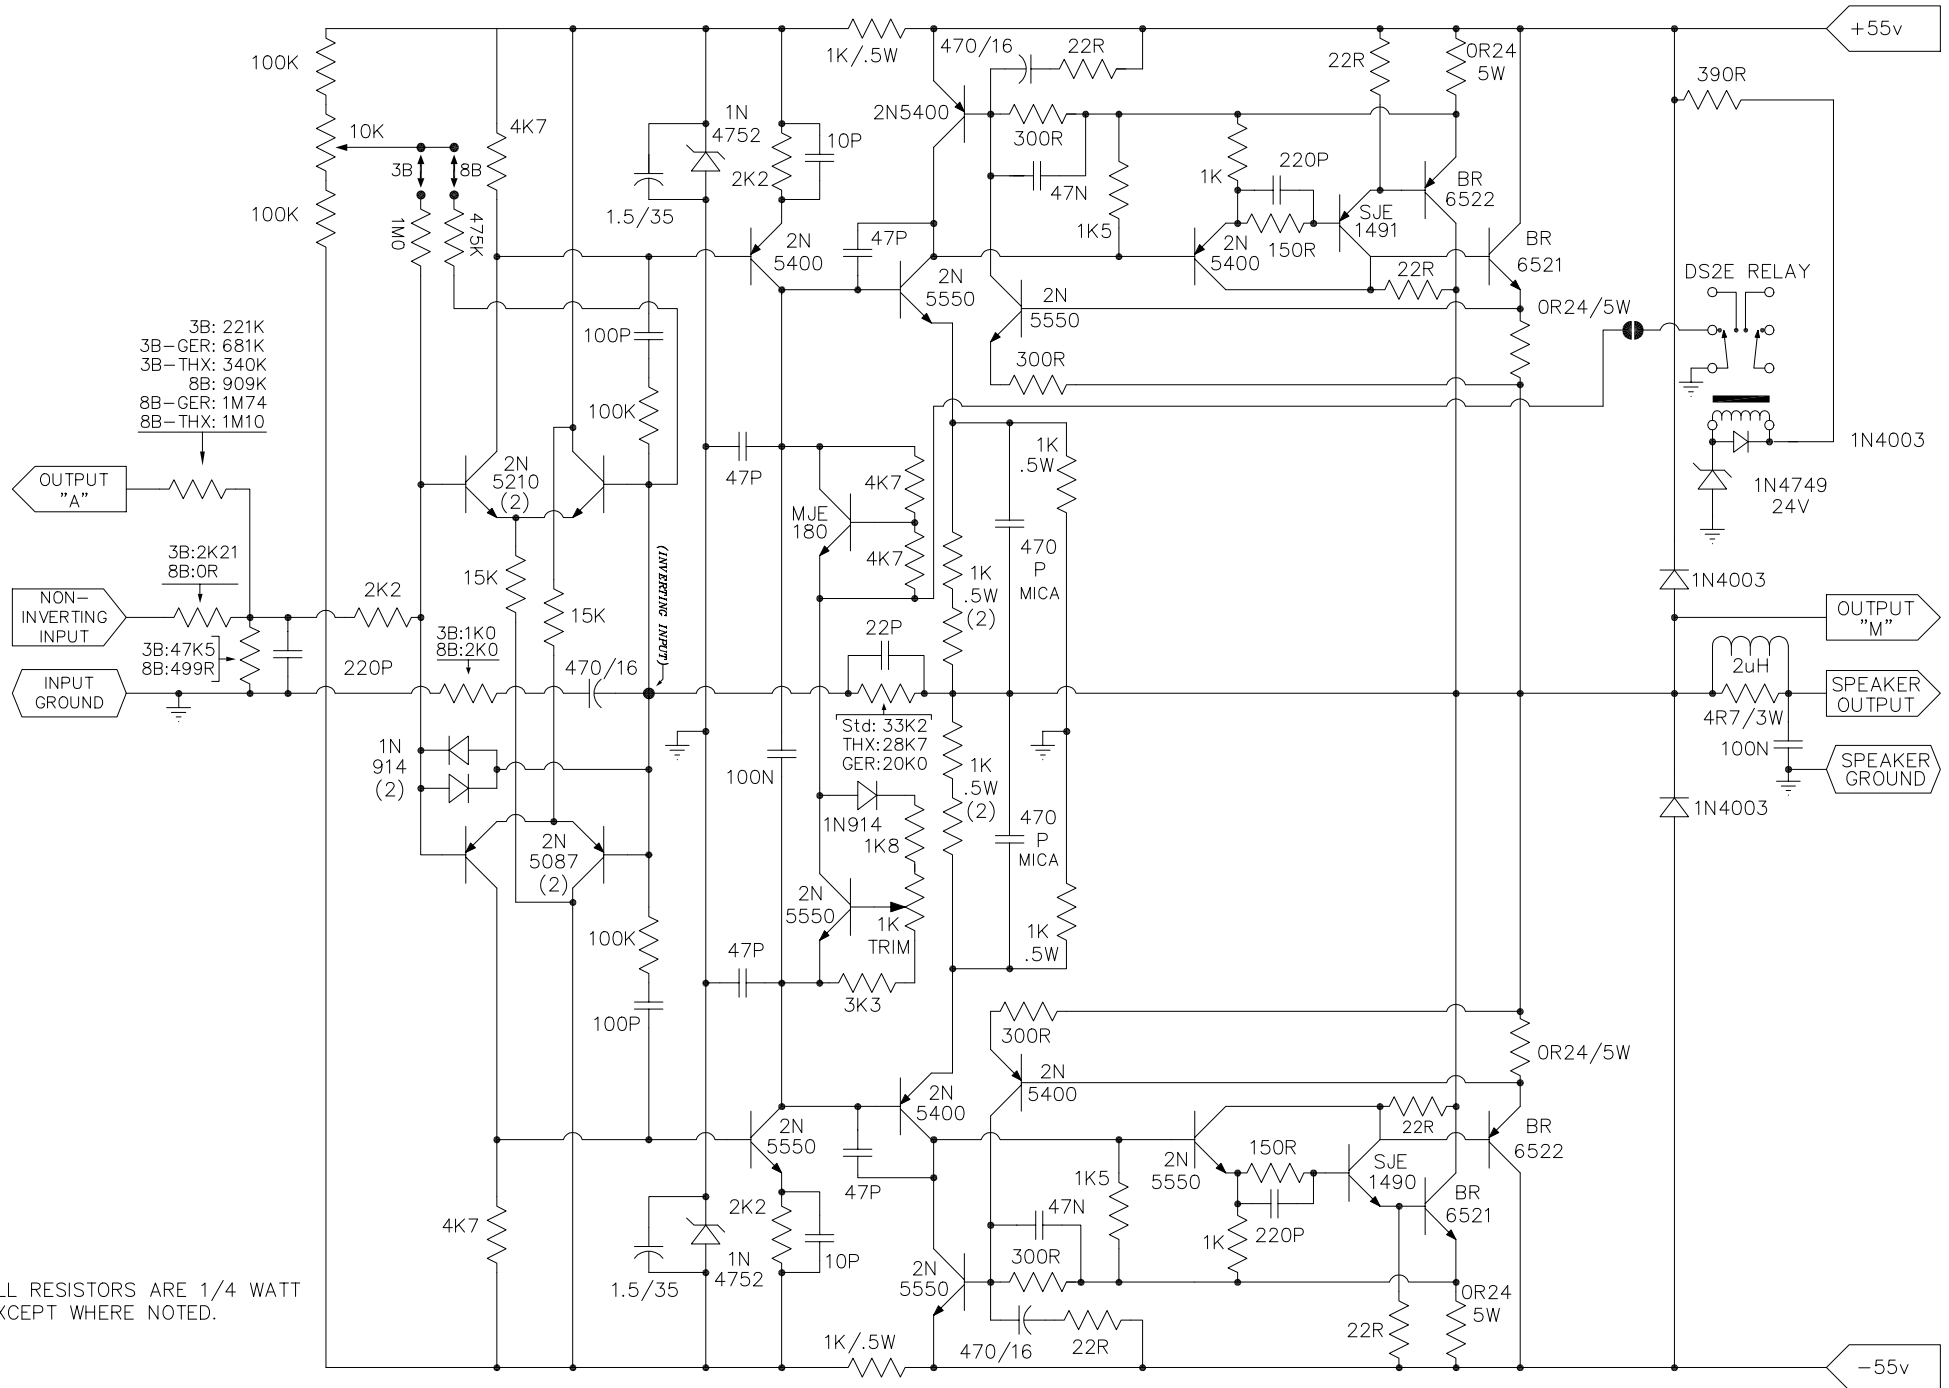 +55v
100K
10K
3B
8B
100K
1M0
475K
4K7
1N
4752
1.5/35
10P
2K2
2N
5400
1K/.5W
470/16
22R
2N5400
300R
47N
1K5
47P
2N
5550
2N
5550
300R
22R
0R24
5W
1K
220P
150R
2N
5400
SJE
1491
BR
6522
22R
BR
6521
0R24/5W
390R
DS2E RELAY
1N4003
1N4749
24V
3B: 221K
3B-GER: 681K
3B-THX: 340K
8B: 909K
8B-GER: 1M74
8B-THX: 1M10
OUTPUT
"A"
3B:2K21
8B:0R
NON-
INVERTING
INPUT
2K2
3B:47K5
8B:499R
220P
INPUT
GROUND
100P
100K
2N
5210
(2)
15K
15K
3B:1K0
8B:2K0
470/16
(INVERTING INPUT)
47P
MJE
180
4K7
4K7
22P
Std: 33K2
THX:28K7
GER:20K0
1K
.5W
1K
.5W
(2)
470
P
MICA
1N4003
OUTPUT
"M"
2uH
4R7/3W
SPEAKER
OUTPUT
100N
SPEAKER
GROUND
1N4003
1N
914
(2)
2N
5087
(2)
100N
1N914
1K8
1K
.5W
(2)
470
P
MICA
2N
5550
1K
TRIM
100K
47P
3K3
1K
.5W
100P
300R
2N
5400
0R24/5W
2N
5550
2N
5400
47P
4K7
1.5/35
1N
4752
2K2
10P
1K5
47N
300R
2N
5550
470/16
22R
1K/.5W
2N
5550
150R
220P
1K
SJE
1490
22R
BR
6522
BR
6521
22R
0R24
5W
LL RESISTORS ARE 1/4 WATT
XCEPT WHERE NOTED.
-55v